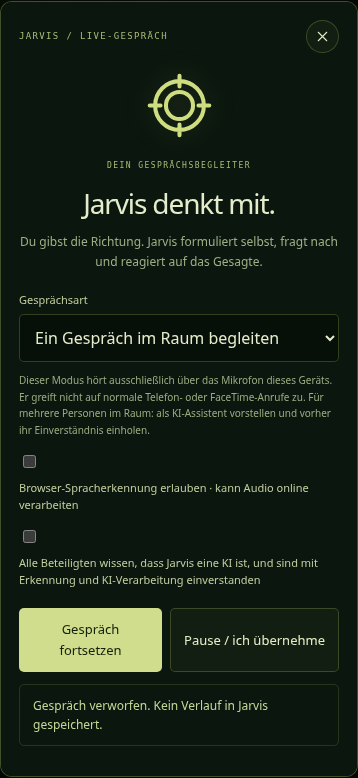 JARVIS / LIVE-GESPRÄCH
DEIN GESPRÄCHSBEGLEITER
Jarvis denkt mit.
Du gibst die Richtung. Jarvis formuliert selbst, fragt nach
und reagiert auf das Gesagte.
Gesprächsart
Ein Gespräch im Raum begleiten
Dieser Modus hört ausschließlich über das Mikrofon dieses Geräts.
Er greift nicht auf normale Telefon- oder FaceTime-Anrufe zu. Für
mehrere Personen im Raum: als KI-Assistent vorstellen und vorher
ihr Einverständnis einholen.
Browser-Spracherkennung erlauben · kann Audio online
verarbeiten
Alle Beteiligten wissen, dass Jarvis eine KI ist, und sind mit
Erkennung und KI-Verarbeitung einverstanden
Gespräch
fortsetzen
Pause / ich übernehme
Gespräch verworfen. Kein Verlauf in Jarvis
gespeichert.